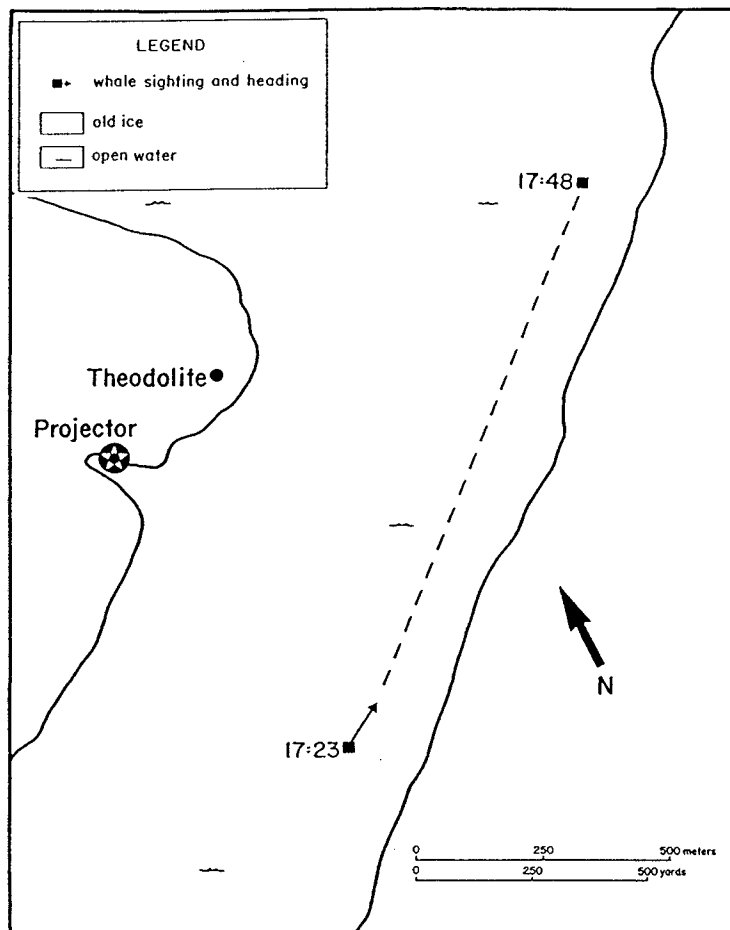 LEGEND
whale sighting and heading
old ice
open water
17:48
Theodolite
Projector
17:23
N
0 250 500 meters
0 250 500 yards